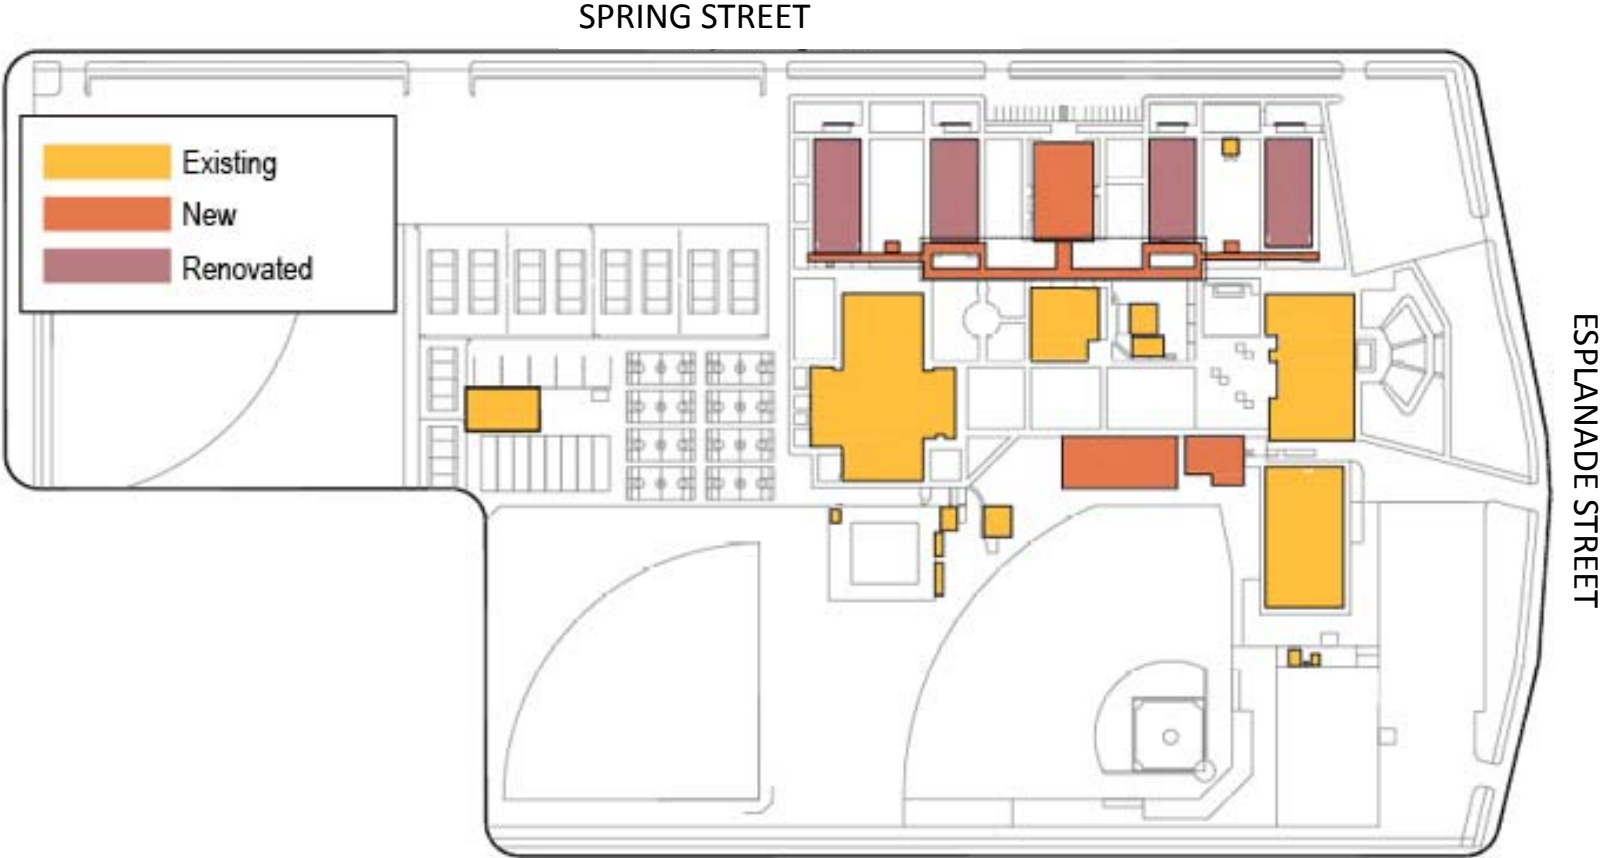 SPRING STREET
Existing
New
Renovated
ESPLANADE STREET